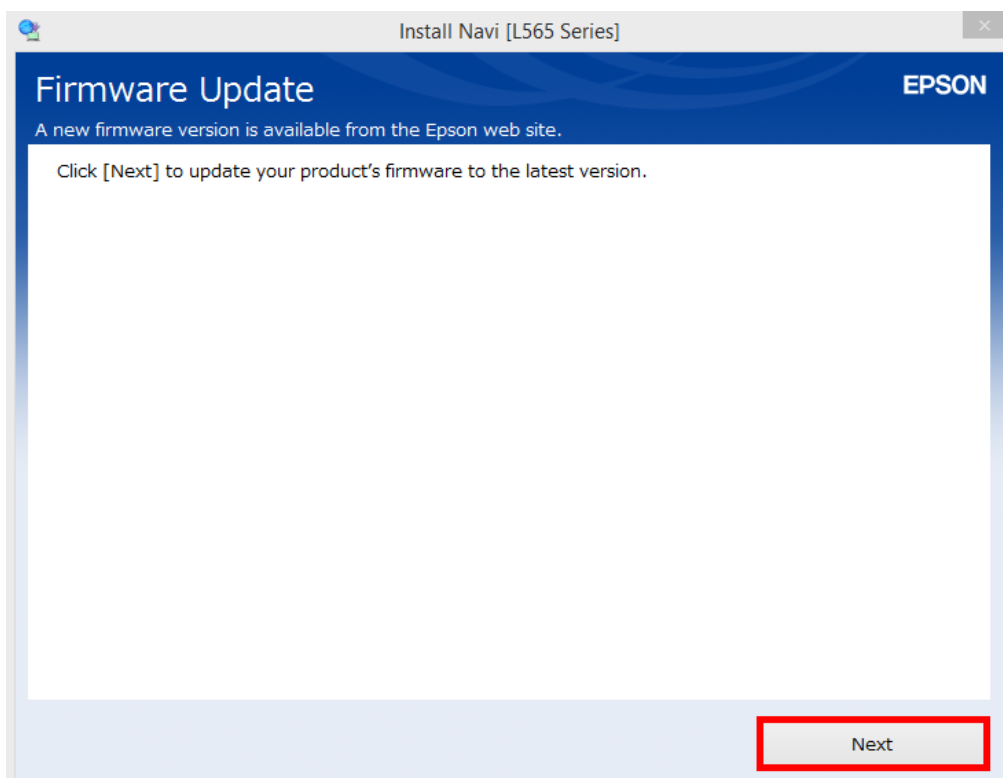 Install Navi [L565 Series]
Firmware Update
EPSON
A new firmware version is available from the Epson web site.
Click [Next] to update your product’s firmware to the latest version.
Next